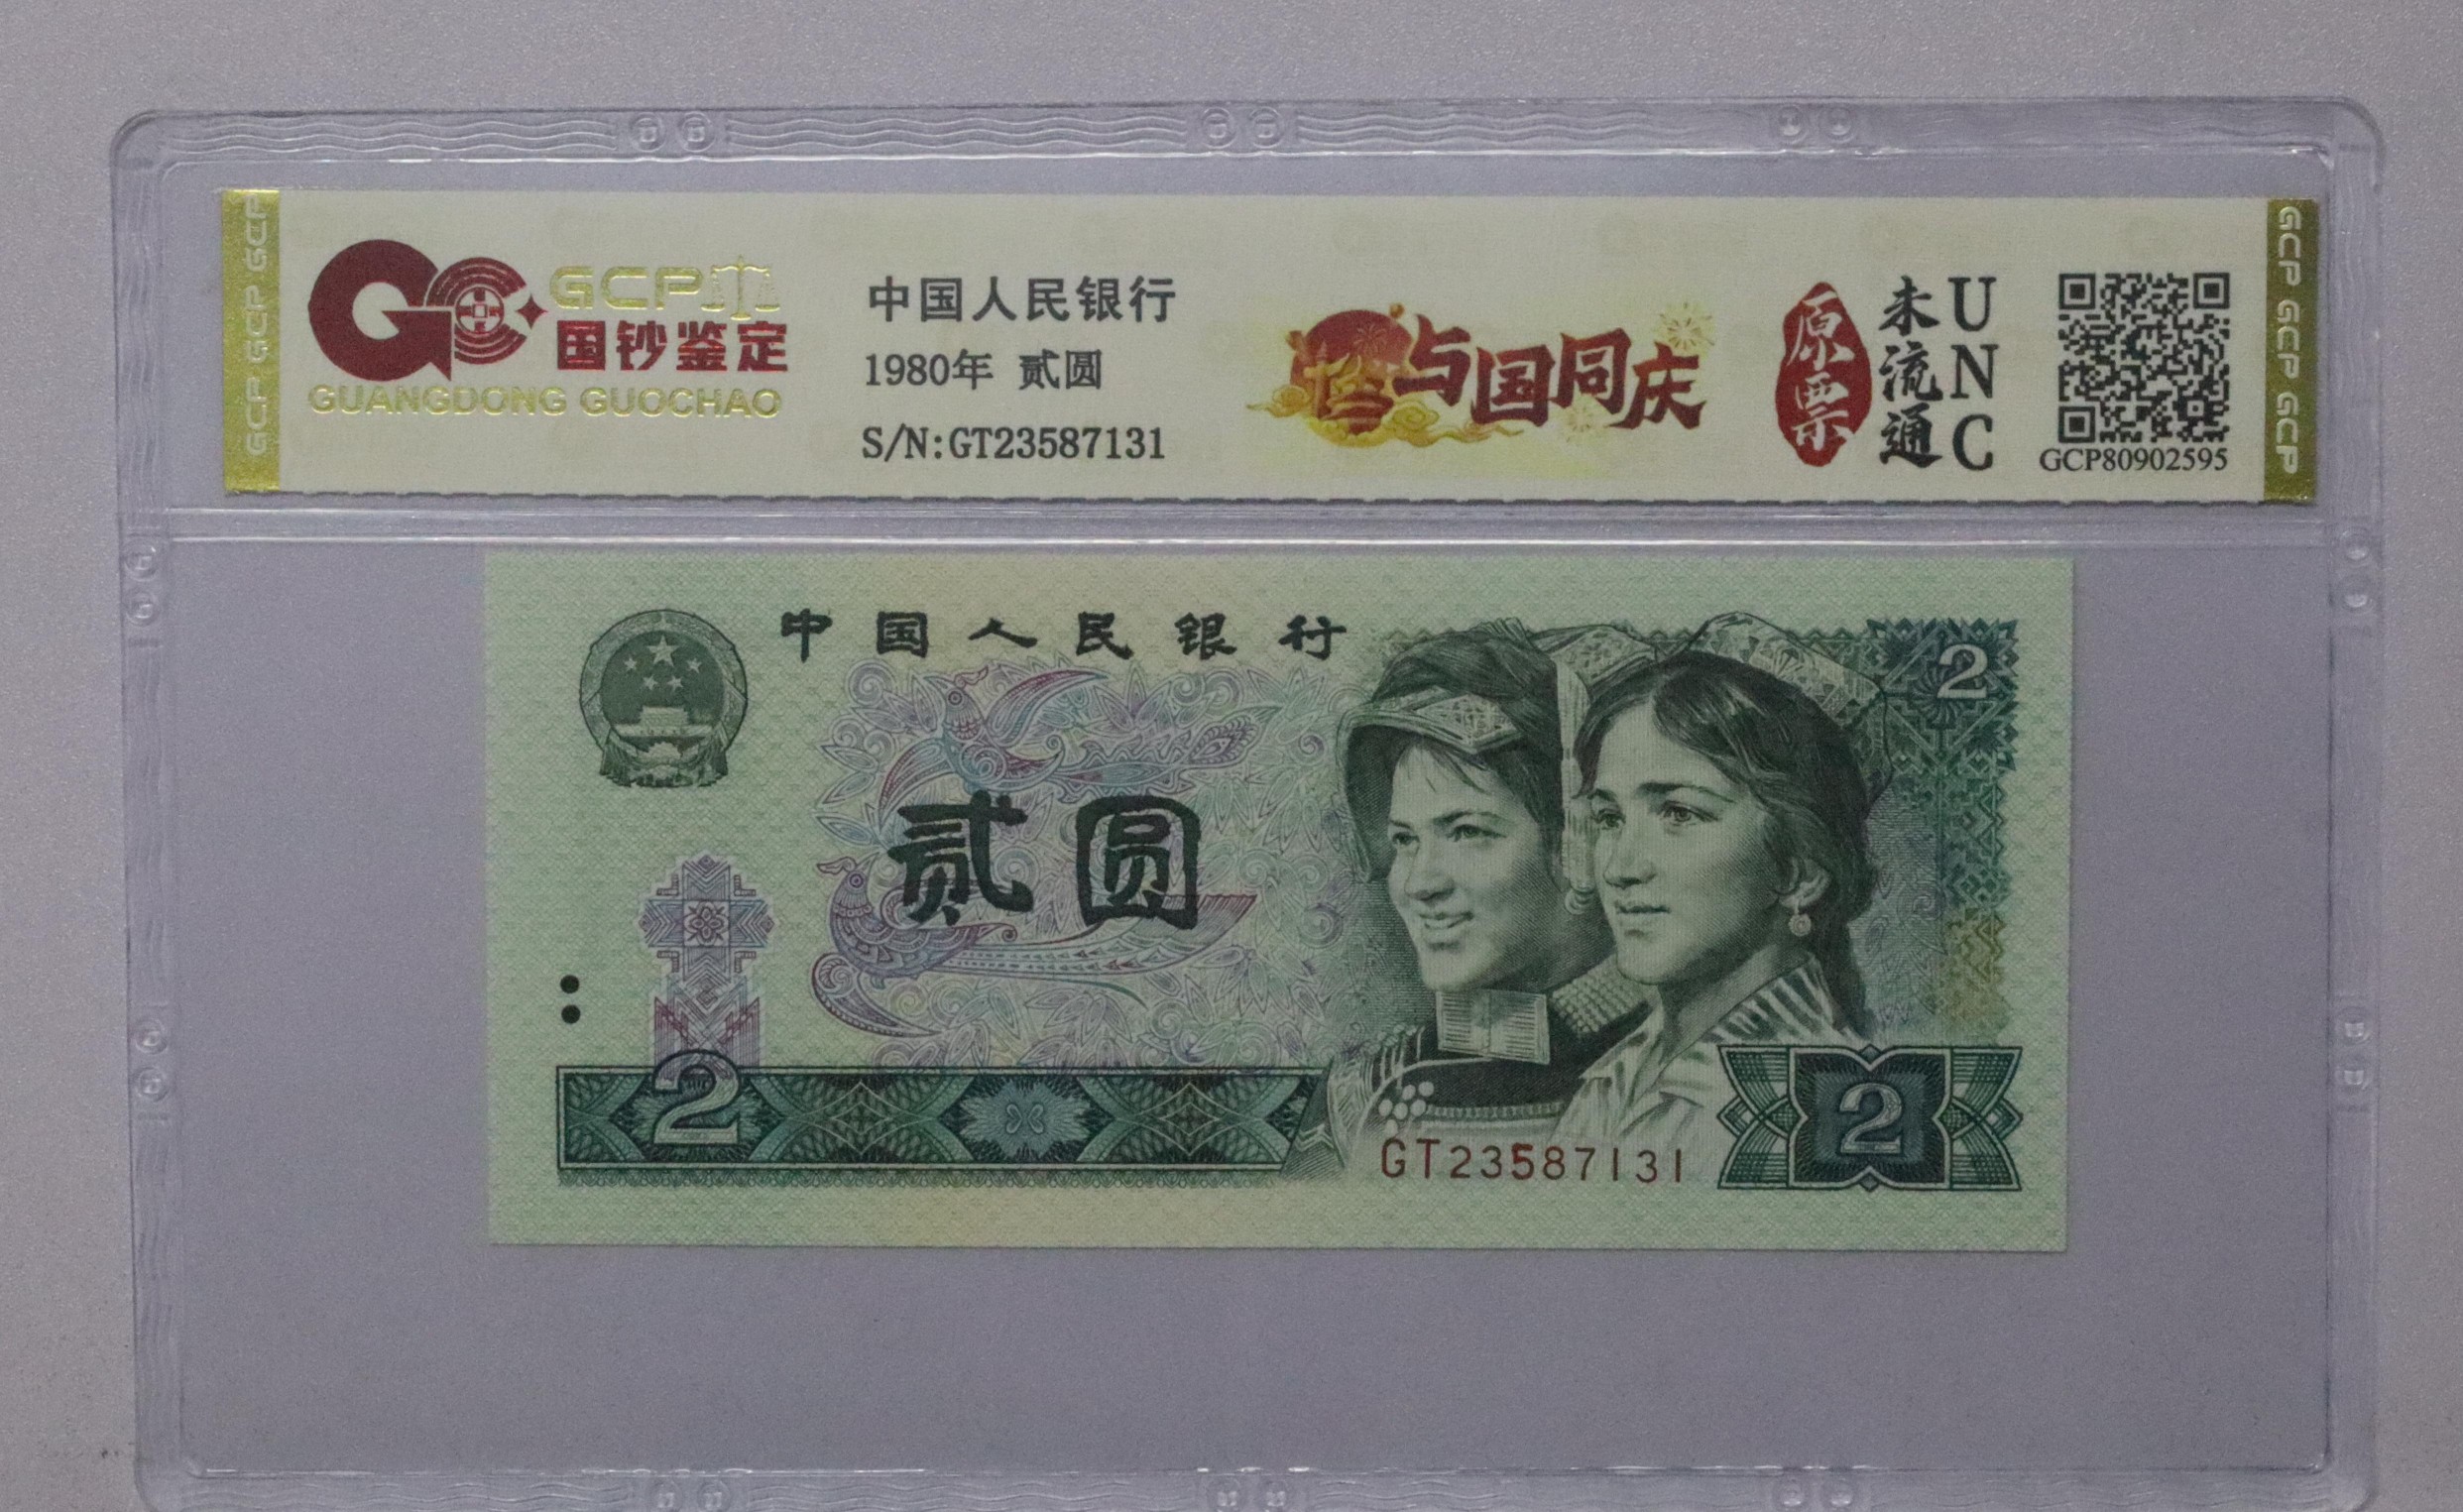 GCP GCP GCP
GCP
国钞鉴定
GUANGDONG GUOCHAO
中国人民银行
1980年 贰圆
S/N:GT23587131
与国同庆
原票
未流通
UNC
GCP80902595
GCP GCP GCP
中国人民银行
2
贰圆
2
GT23587131
2